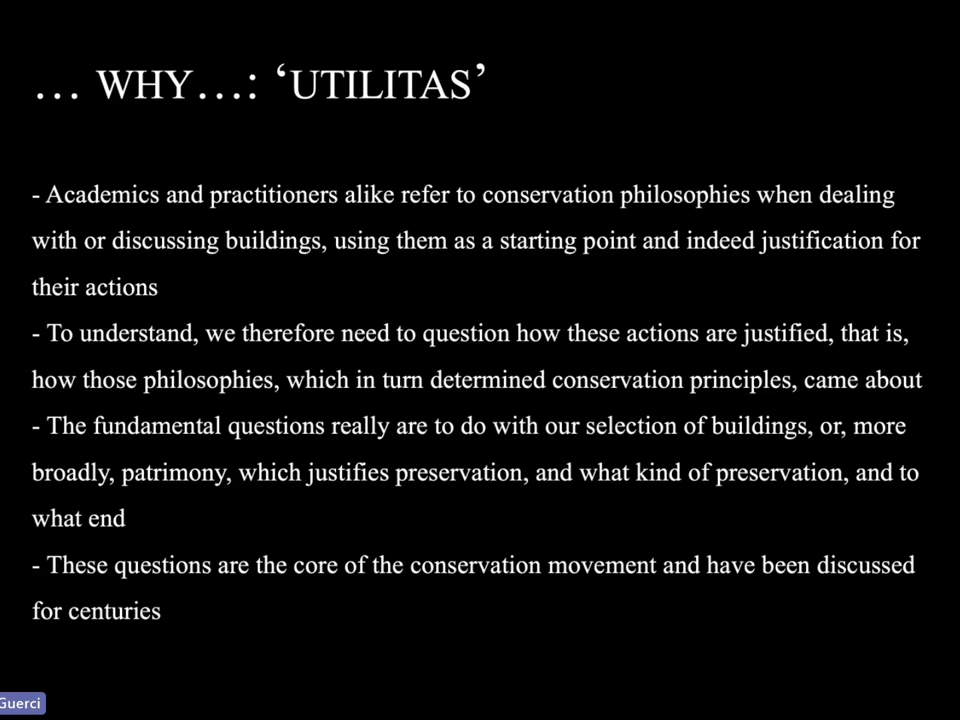 … WHY…: ‘UTILITAS’
- Academics and practitioners alike refer to conservation philosophies when dealing
with or discussing buildings, using them as a starting point and indeed justification for
their actions
- To understand, we therefore need to question how these actions are justified, that is,
how those philosophies, which in turn determined conservation principles, came about
- The fundamental questions really are to do with our selection of buildings, or, more
broadly, patrimony, which justifies preservation, and what kind of preservation, and to
what end
- These questions are the core of the conservation movement and have been discussed
for centuries
Guerci